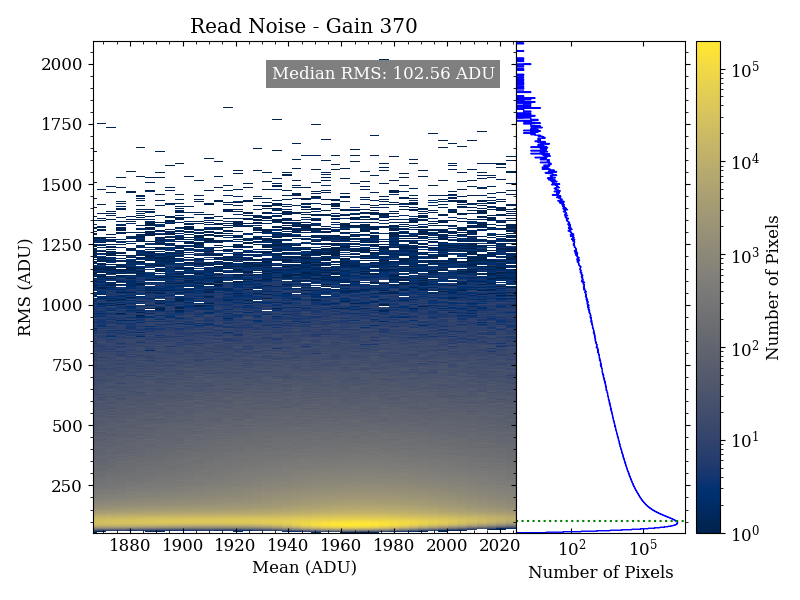 Read Noise - Gain 370
Median RMS: 102.56 ADU
2000
1750
1500
1250
1000
750
500
250
RMS (ADU)
1880 1900 1920 1940 1960 1980 2000 2020
Mean (ADU)
10² 10⁵
Number of Pixels
10⁵
10⁴
10³
10²
10¹
10⁰
Number of Pixels